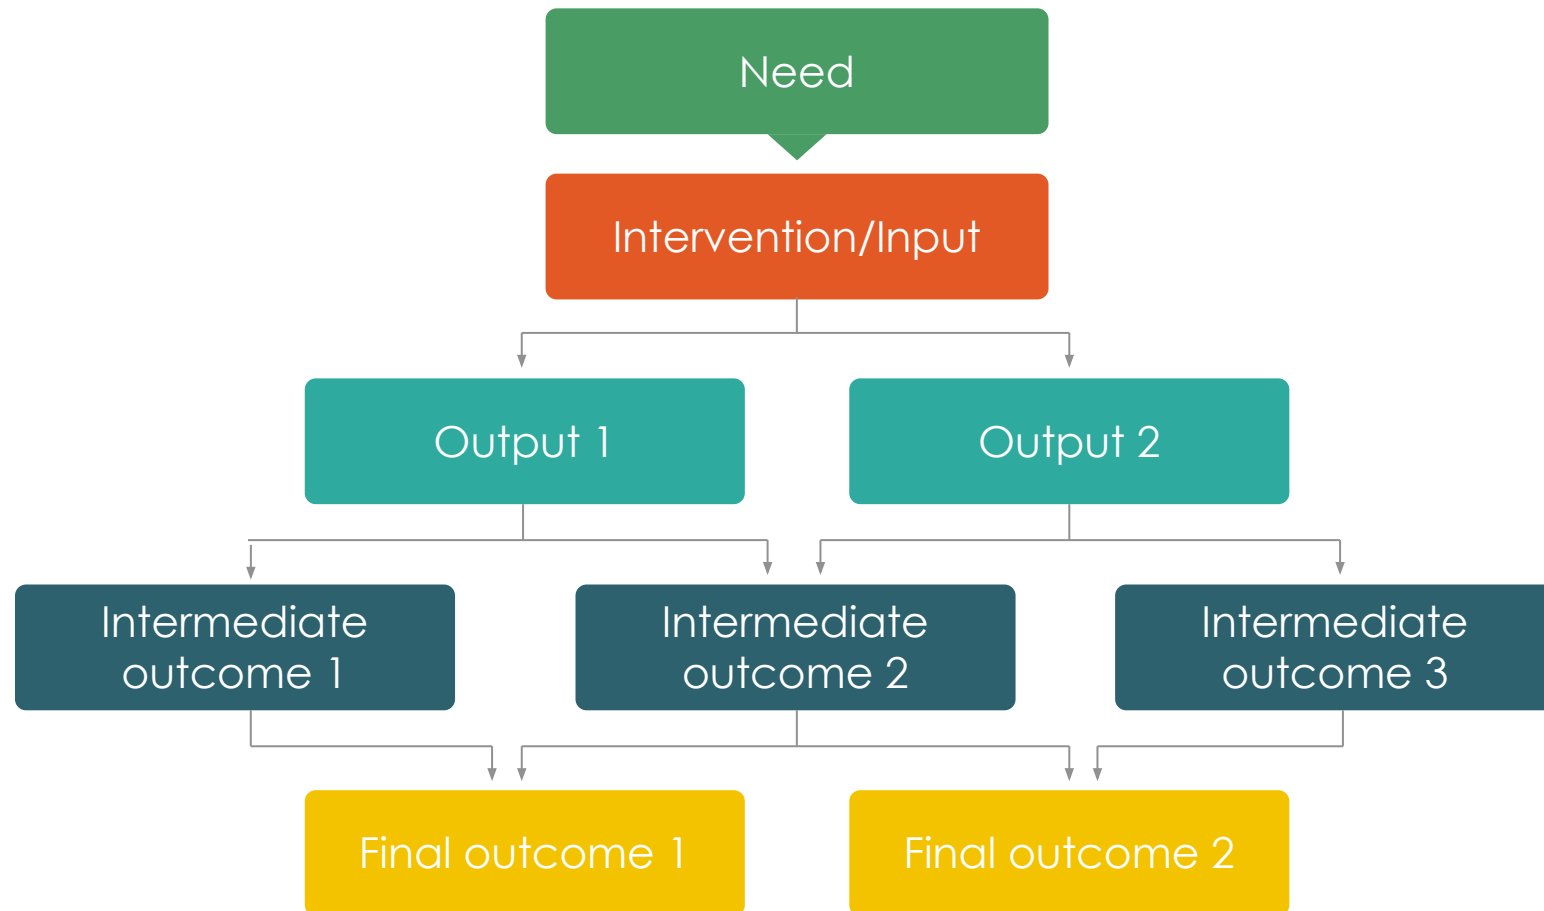 Need
Intervention/Input
Output 1
Output 2
Intermediate
outcome 1
Intermediate
outcome 2
Intermediate
outcome 3
Final outcome 1
Final outcome 2